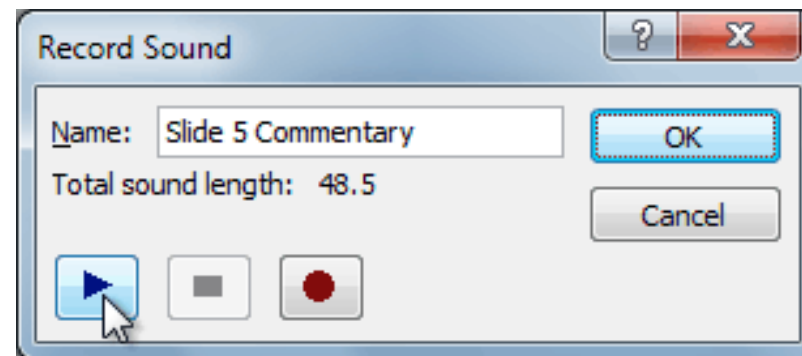 Record Sound
Name: Slide 5 Commentary
OK
Total sound length: 48.5
Cancel